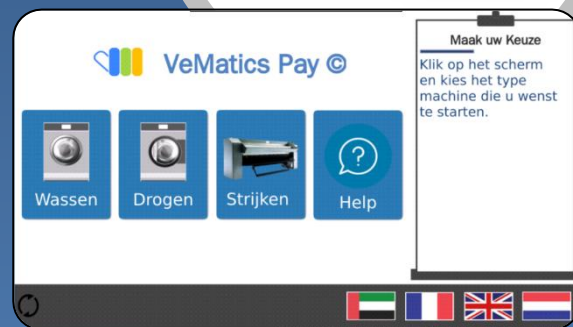 VeMatics Pay ©
Wassen
Drogen
Strijken
Help
Maak uw Keuze
Klik op het scherm
en kies het type
machine die u wenst
te starten.